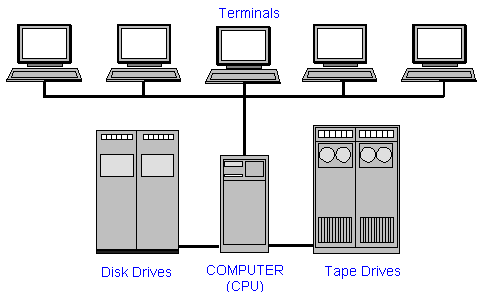 Terminals
Disk Drives
COMPUTER
(CPU)
Tape Drives